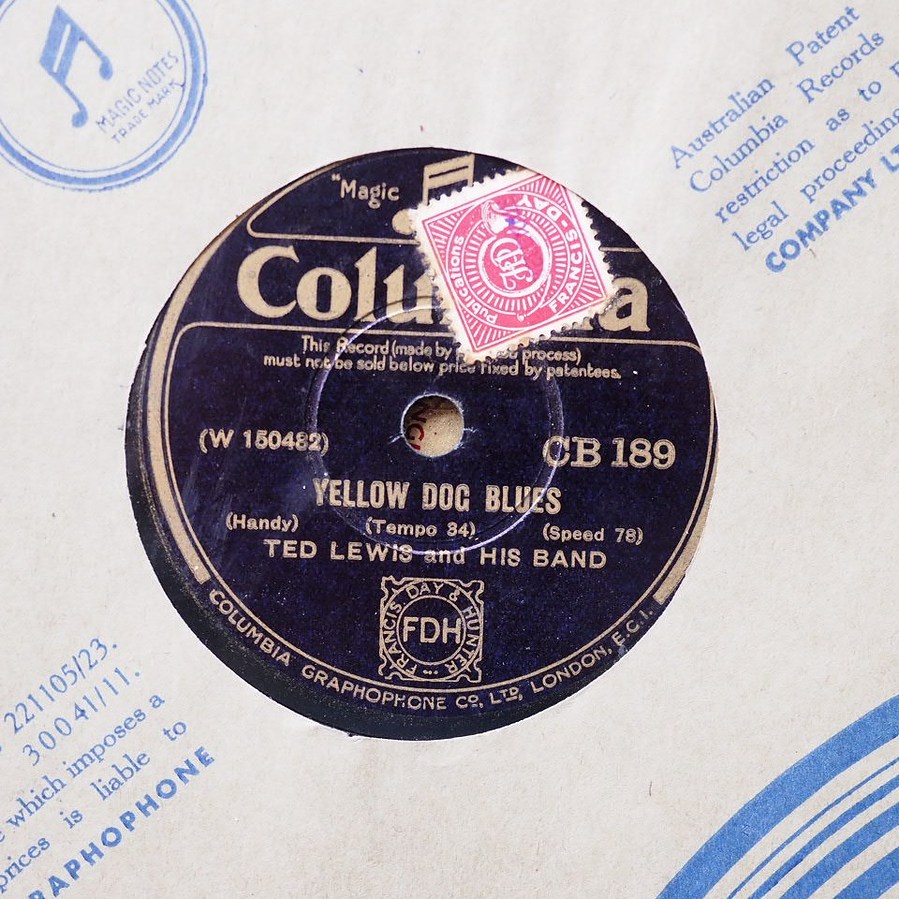 MAGIC NOTES
TRADE MARK
Australian Patent
Columbia Records
restriction as to
legal proceeding
COMPANY
"Magic
Columbia
Publications
FRANCIS-DAY
This Record (made by process)
must not be sold below price fixed by patentees.
(W 150482)
CB 189
YELLOW DOG BLUES
(Handy) (Tempo 34) (Speed 78)
TED LEWIS and HIS BAND
FRANCIS DAY & HUNTER
FDH
COLUMBIA GRAPHOPHONE Co, LTD, LONDON, E.C.1.
221105/23.
30041/11.
which imposes a
prices is liable to
GRAPHOPHONE